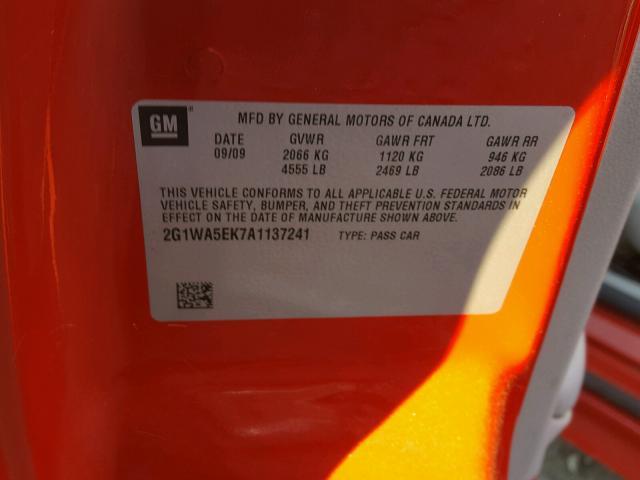 GM ®
MFD BY GENERAL MOTORS OF CANADA LTD.
DATE GVWR GAWR FRT GAWR RR
09/09 2066 KG 1120 KG 946 KG
4555 LB 2469 LB 2086 LB
THIS VEHICLE CONFORMS TO ALL APPLICABLE U.S. FEDERAL MOTOR
VEHICLE SAFETY, BUMPER, AND THEFT PREVENTION STANDARDS IN
EFFECT ON THE DATE OF MANUFACTURE SHOWN ABOVE.
2G1WA5EK7A1137241 TYPE: PASS CAR